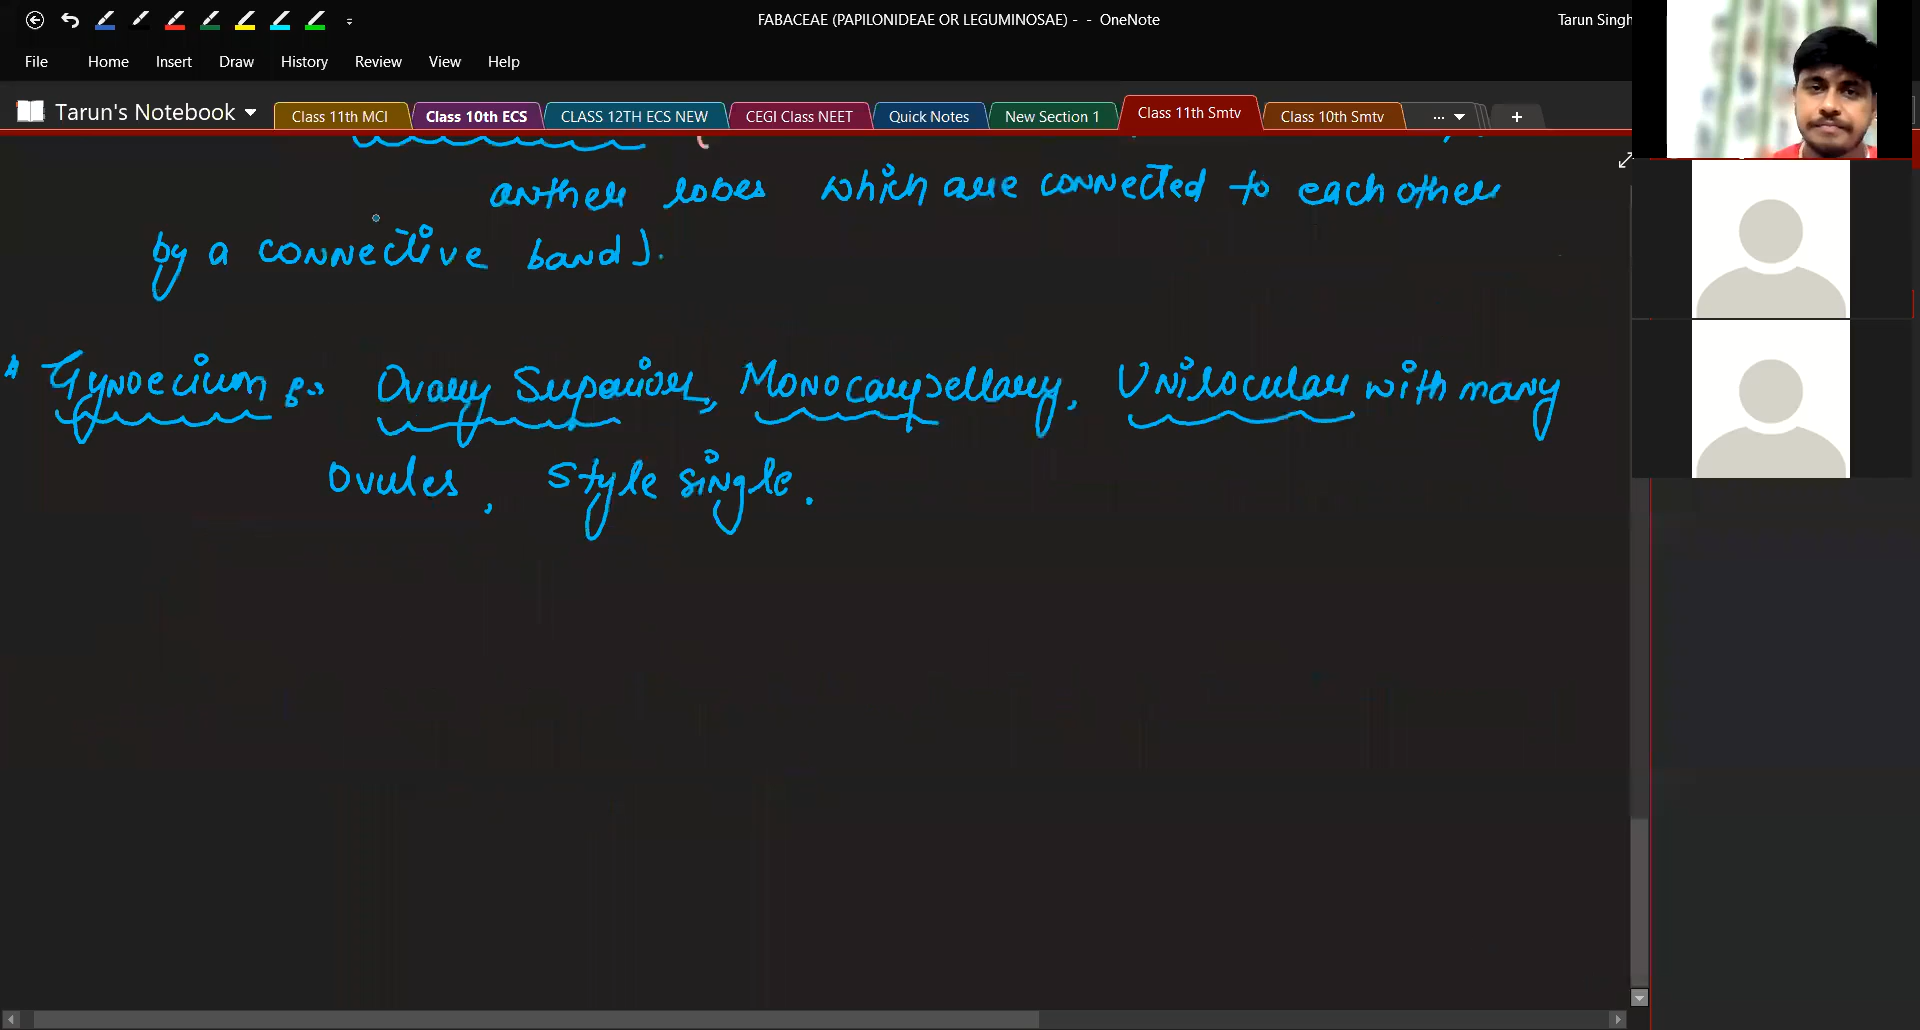 FABACEAE (PAPILONIDEAE OR LEGUMINOSAE) - - OneNote
Tarun Singh
File Home Insert Draw History Review View Help
Tarun's Notebook Class 11th MCI Class 10th ECS CLASS 12TH ECS NEW CEGI Class NEET Quick Notes New Section 1 Class 11th Smtv Class 10th Smtv ... +
anther lobes which are connected to each other
by a connective band).
Gynoecium :- Ovary Superior, Monocarpellary, Unilocular with many
Ovules, Style single.